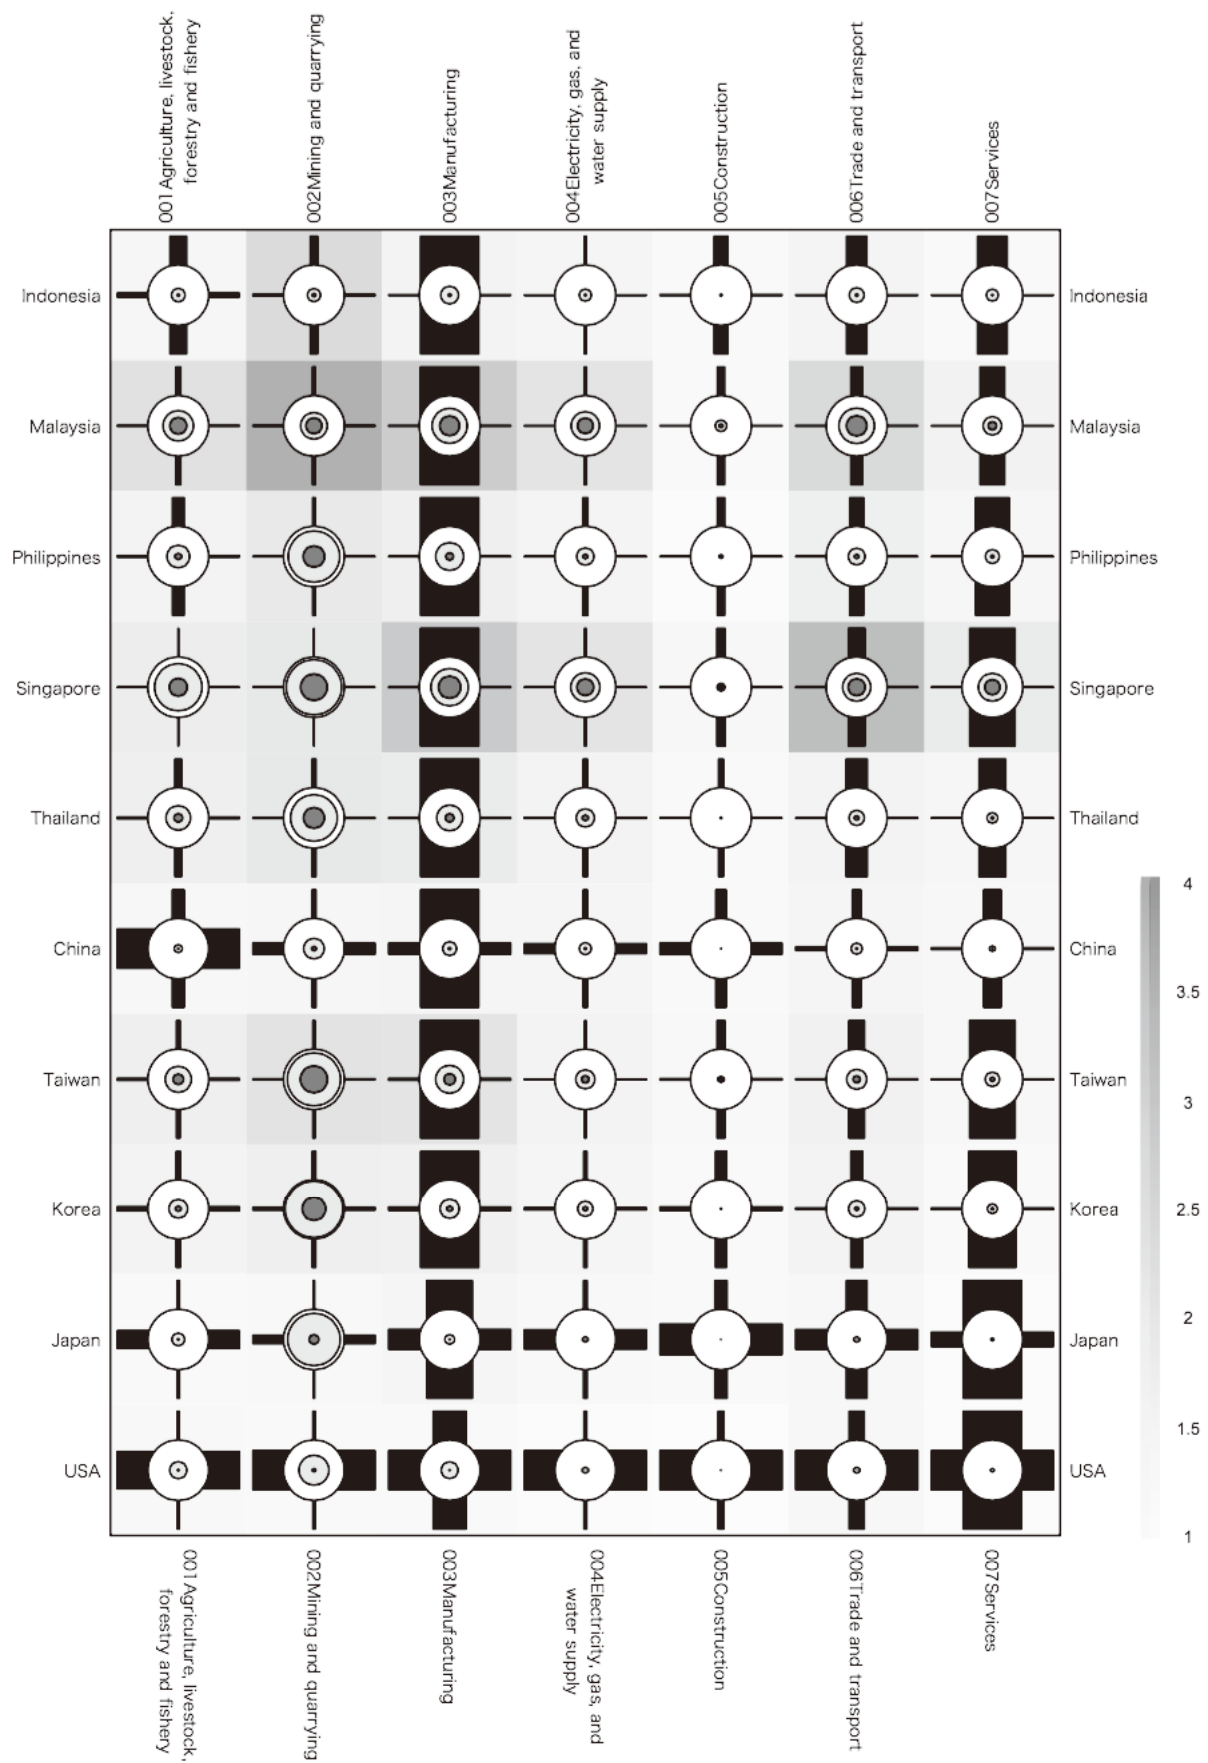 001Agriculture, livestock,
forestry and fishery
002Mining and quarrying
003Manufacturing
004Electricity, gas, and
water supply
005Construction
006Trade and transport
007Services
Indonesia
Indonesia
Malaysia
Malaysia
Philippines
Philippines
Singapore
Singapore
Thailand
Thailand
China
China
Taiwan
Taiwan
Korea
Korea
Japan
Japan
USA
USA
4
3.5
3
2.5
2
1.5
1
001Agriculture, livestock,
forestry and fishery
002Mining and quarrying
003Manufacturing
004Electricity, gas, and
water supply
005Construction
006Trade and transport
007Services